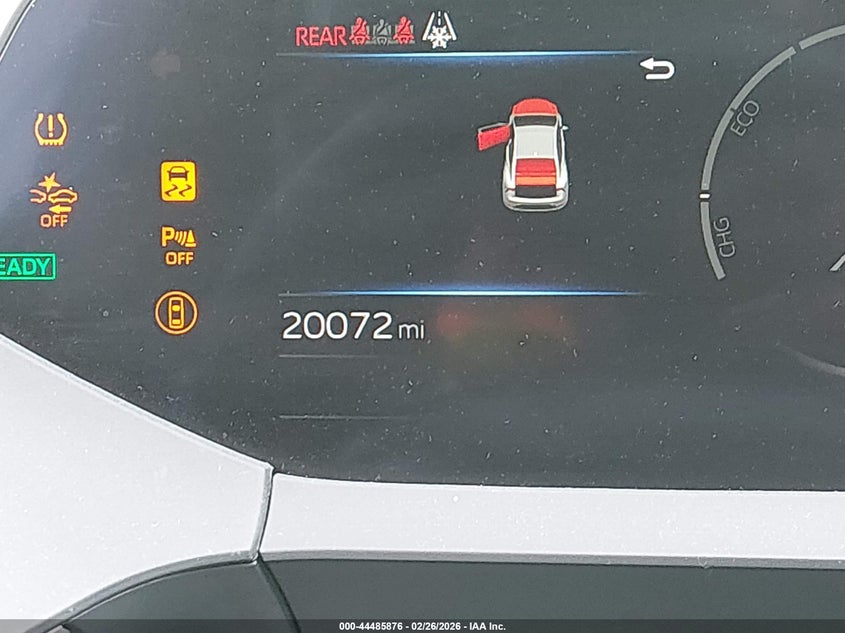 REAR
ECO
OFF
P
OFF
CHG
EADY
20072 mi
000-44485876 - 02/26/2026 - IAA Inc.